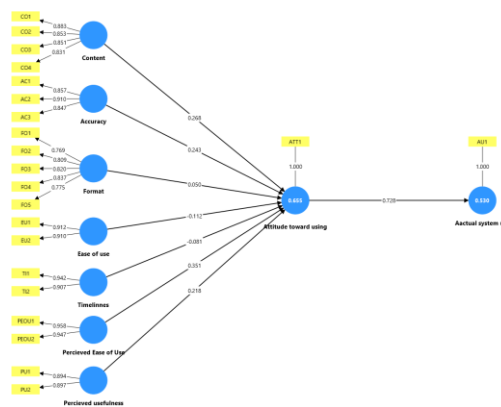 CO1
CO2
CO3
CO4
0.883
0.853
0.851
0.831
Content
AC1
AC2
AC3
0.857
0.910
0.847
Accuracy
FO1
FO2
FO3
FO4
FO5
0.769
0.809
0.820
0.837
0.775
Format
EU1
EU2
0.912
0.910
Ease of use
TI1
TI2
0.942
0.907
Timelinnes
PEOU1
PEOU2
0.958
0.947
Percieved Ease of Use
PU1
PU2
0.894
0.897
Percieved usefulness
0.268
0.243
0.050
-0.112
-0.081
0.351
0.218
ATT1
1.000
0.655
Attitude toward using
0.728
AU1
1.000
0.530
Aactual system